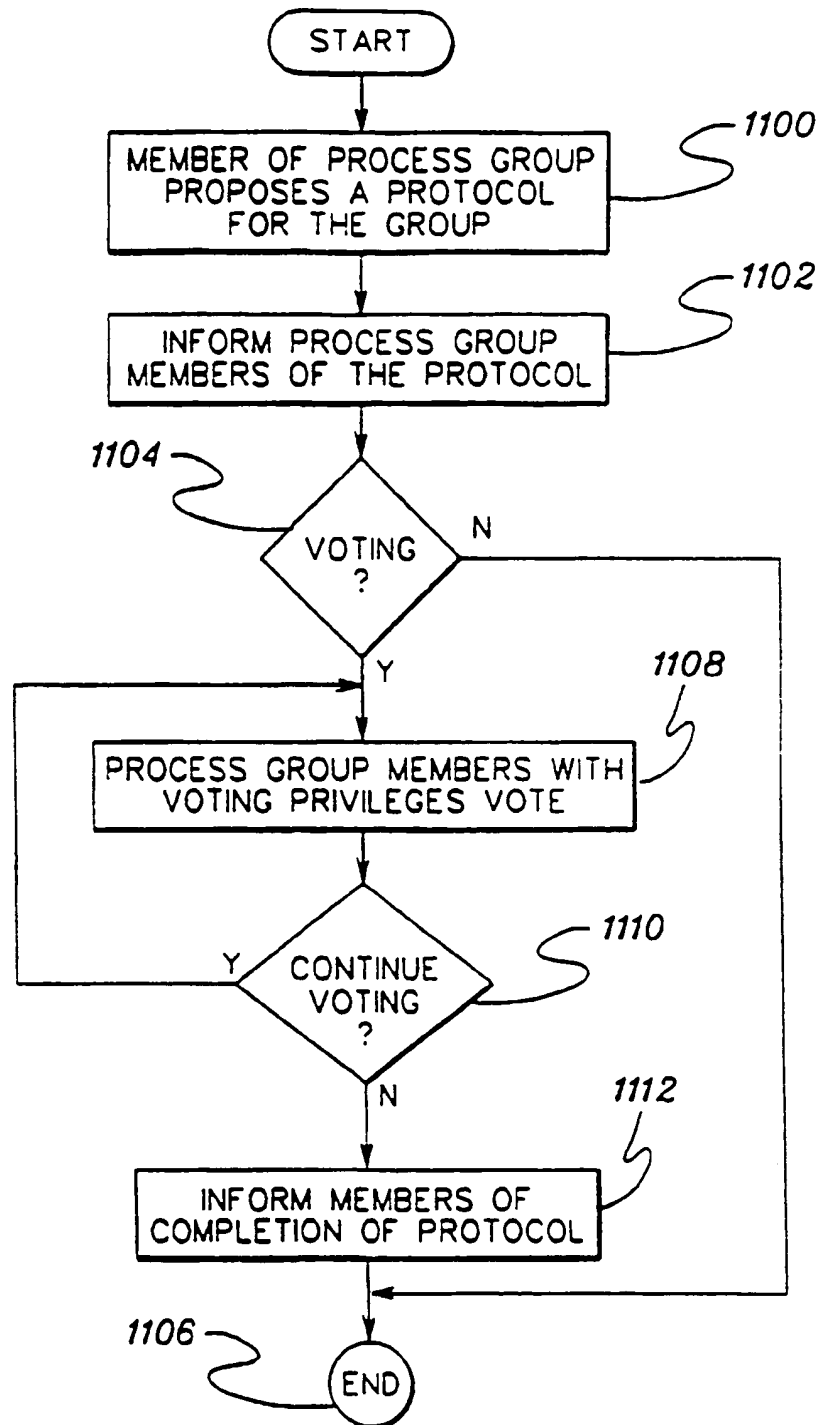 START
MEMBER OF PROCESS GROUP
PROPOSES A PROTOCOL
FOR THE GROUP
1100
INFORM PROCESS GROUP
MEMBERS OF THE PROTOCOL
1102
1104
VOTING
?
N
Y
1108
PROCESS GROUP MEMBERS WITH
VOTING PRIVILEGES VOTE
1110
Y
CONTINUE
VOTING
?
N
1112
INFORM MEMBERS OF
COMPLETION OF PROTOCOL
1106
END